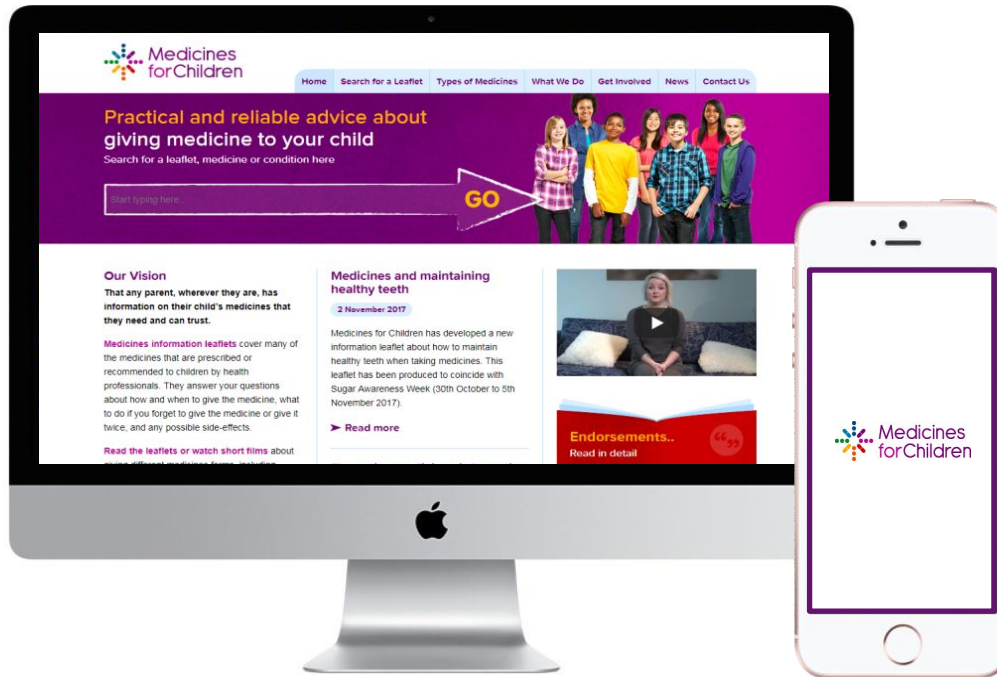 Medicines
forChildren
Home Search for a Leaflet Types of Medicines What We Do Get Involved News Contact Us
Practical and reliable advice about
giving medicine to your child
Search for a leaflet, medicine or condition here
Start typing here...
GO
Our Vision
That any parent, wherever they are, has
information on their child's medicines that
they need and can trust.
Medicines information leaflets cover many of
the medicines that are prescribed or
recommended to children by health
professionals. They answer your questions
about how and when to give the medicine, what
to do if you forget to give the medicine or give it
twice, and any possible side-effects.
Read the leaflets or watch short films about
Medicines and maintaining
healthy teeth
2 November 2017
Medicines for Children has developed a new
information leaflet about how to maintain
healthy teeth when taking medicines. This
leaflet has been produced to coincide with
Sugar Awareness Week (30th October to 5th
November 2017).
➤ Read more
Endorsements..
Read in detail
Medicines
forChildren